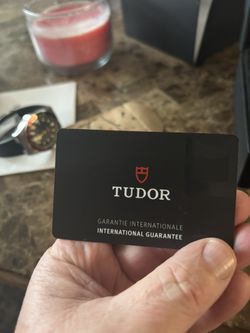 TUDOR
GARANTIE INTERNATIONALE
INTERNATIONAL GUARANTEE